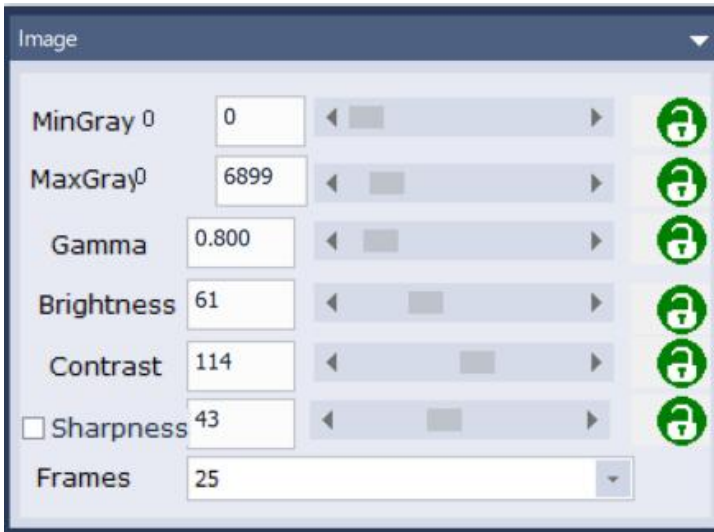 Image
MinGray 0 0
MaxGray 0 6899
Gamma 0.800
Brightness 61
Contrast 114
Sharpness 43
Frames 25